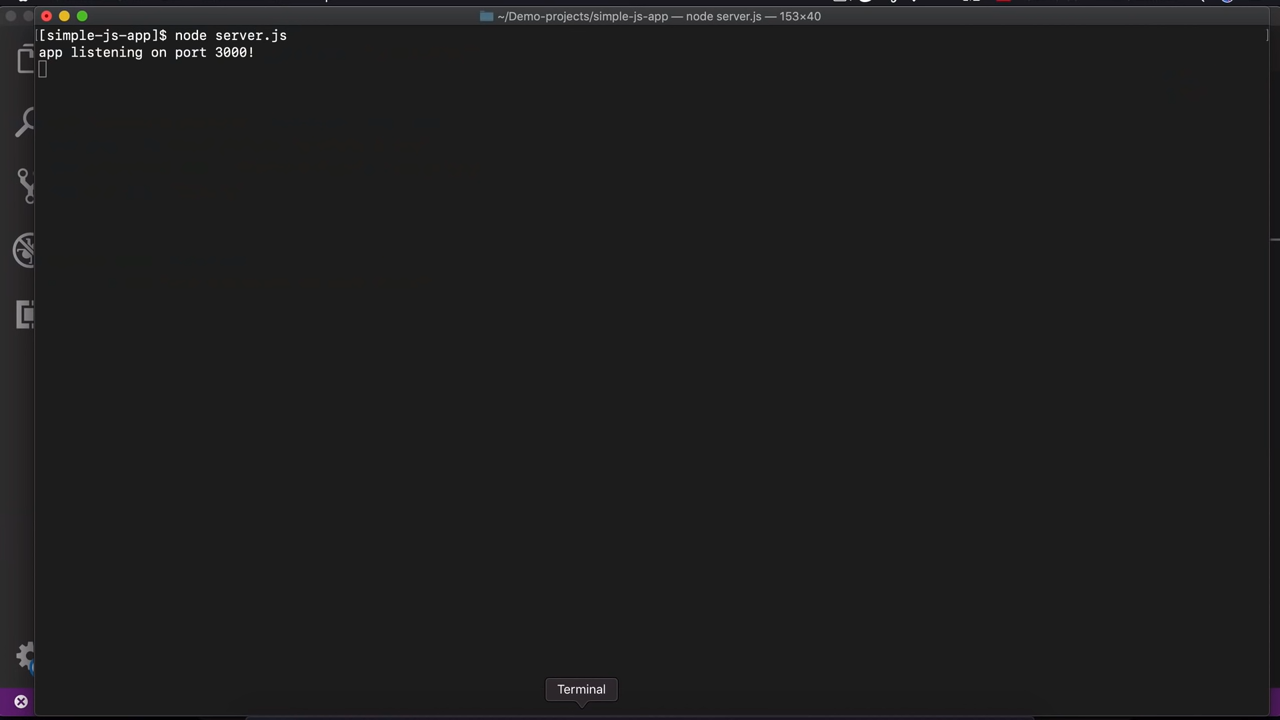 ~/Demo-projects/simple-js-app — node server.js — 153×40
[simple-js-app]$ node server.js
app listening on port 3000!
Terminal